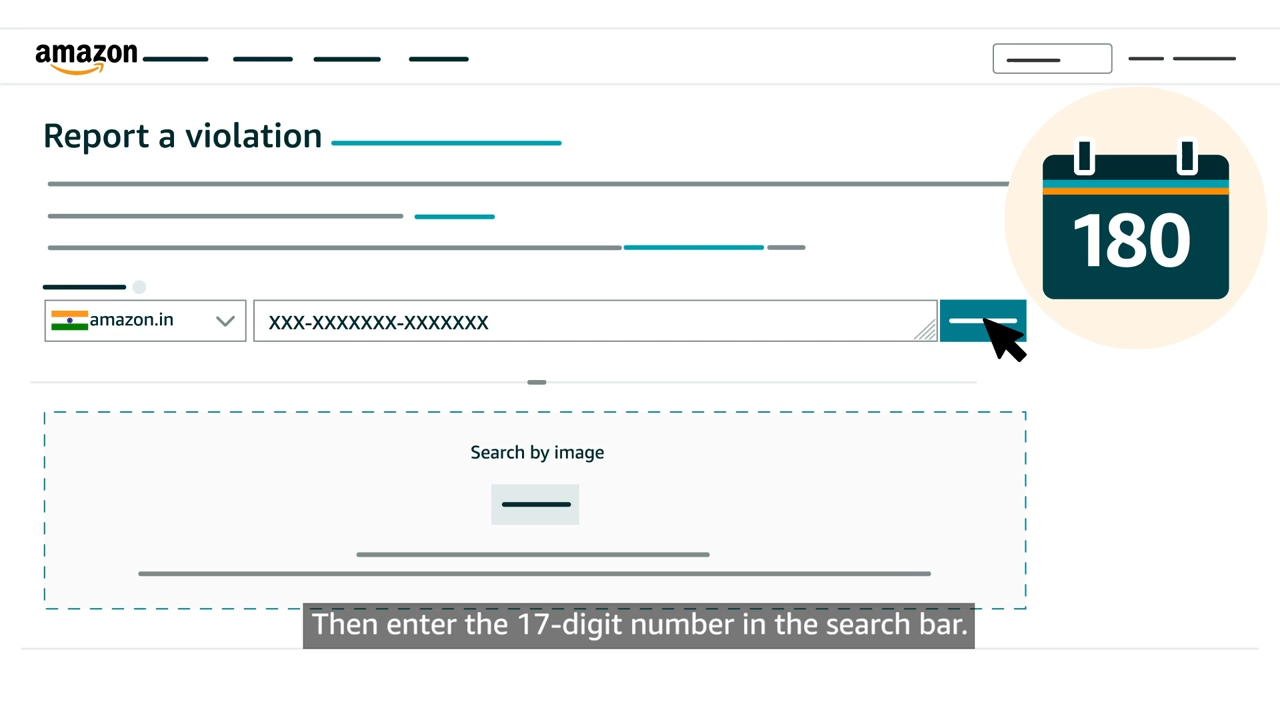 amazon
Report a violation
180
amazon.in
XXX-XXXXXXX-XXXXXXX
Search by image
Then enter the 17-digit number in the search bar.